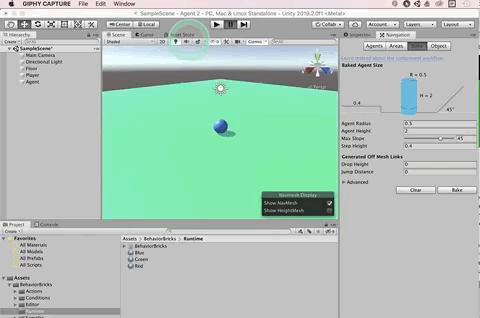 GIPHY CAPTURE File Edit Window Help
SampleScene - Agent 2 - PC, Mac & Linux Standalone - Unity 2018.2.0f1 <Metal>
Center Local Collab Account Layers Layout
Hierarchy Scene Game Asset Store Inspector Navigation
Create Shaded 2D Gizmos Agents Areas Bake Object
SampleScene*
Main Camera
Directional Light
Floor
Player
Agent
Persp
Learn instead about the component workflow.
Baked Agent Size
R = 0.5
H = 2
0.4
45°
Agent Radius 0.5
Agent Height 2
Max Slope 45
Step Height 0.4
Generated Off Mesh Links
Drop Height 0
Jump Distance 0
Advanced
Clear Bake
Navmesh Display
Show NavMesh
Show HeightMesh
Project Console
Create
Favorites
All Materials
All Models
All Prefabs
All Scripts
Assets
BehaviorBricks
Actions
Conditions
Editor
Runtime
Assets BehaviorBricks Runtime
BehaviorBricks
Blue
Green
Red